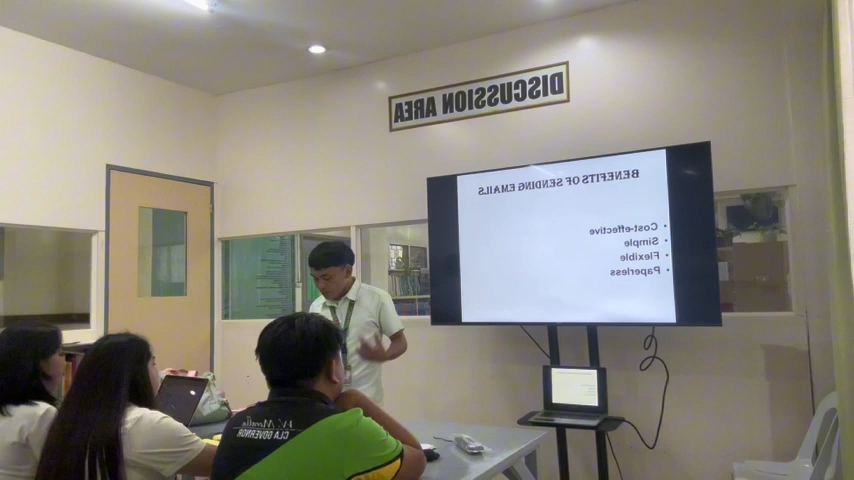 DISCUSSION AREA
BENEFITS OF SENDING EMAILS
• Cost-effective
• Simple
• Flexible
• Paperless
CLA GOVERNOR